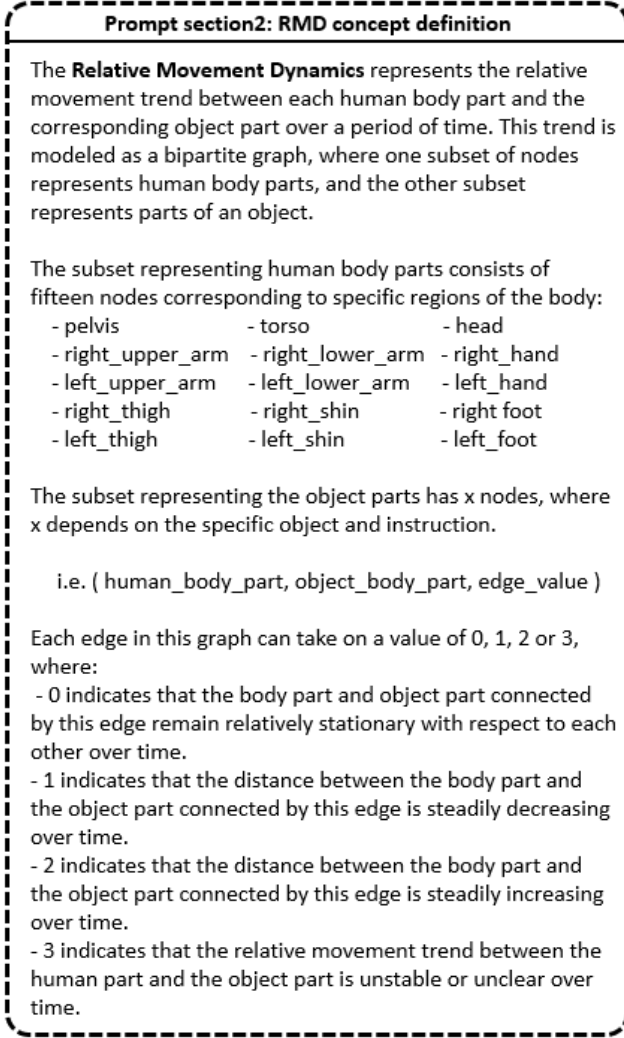 Prompt section2: RMD concept definition
The Relative Movement Dynamics represents the relative
movement trend between each human body part and the
corresponding object part over a period of time. This trend is
modeled as a bipartite graph, where one subset of nodes
represents human body parts, and the other subset
represents parts of an object.
The subset representing human body parts consists of
fifteen nodes corresponding to specific regions of the body:
- pelvis - torso - head
- right_upper_arm - right_lower_arm - right_hand
- left_upper_arm - left_lower_arm - left_hand
- right_thigh - right_shin - right foot
- left_thigh - left_shin - left_foot
The subset representing the object parts has x nodes, where
x depends on the specific object and instruction.
i.e. ( human_body_part, object_body_part, edge_value )
Each edge in this graph can take on a value of 0, 1, 2 or 3,
where:
- 0 indicates that the body part and object part connected
by this edge remain relatively stationary with respect to each
other over time.
- 1 indicates that the distance between the body part and
the object part connected by this edge is steadily decreasing
over time.
- 2 indicates that the distance between the body part and
the object part connected by this edge is steadily increasing
over time.
- 3 indicates that the relative movement trend between the
human part and the object part is unstable or unclear over
time.